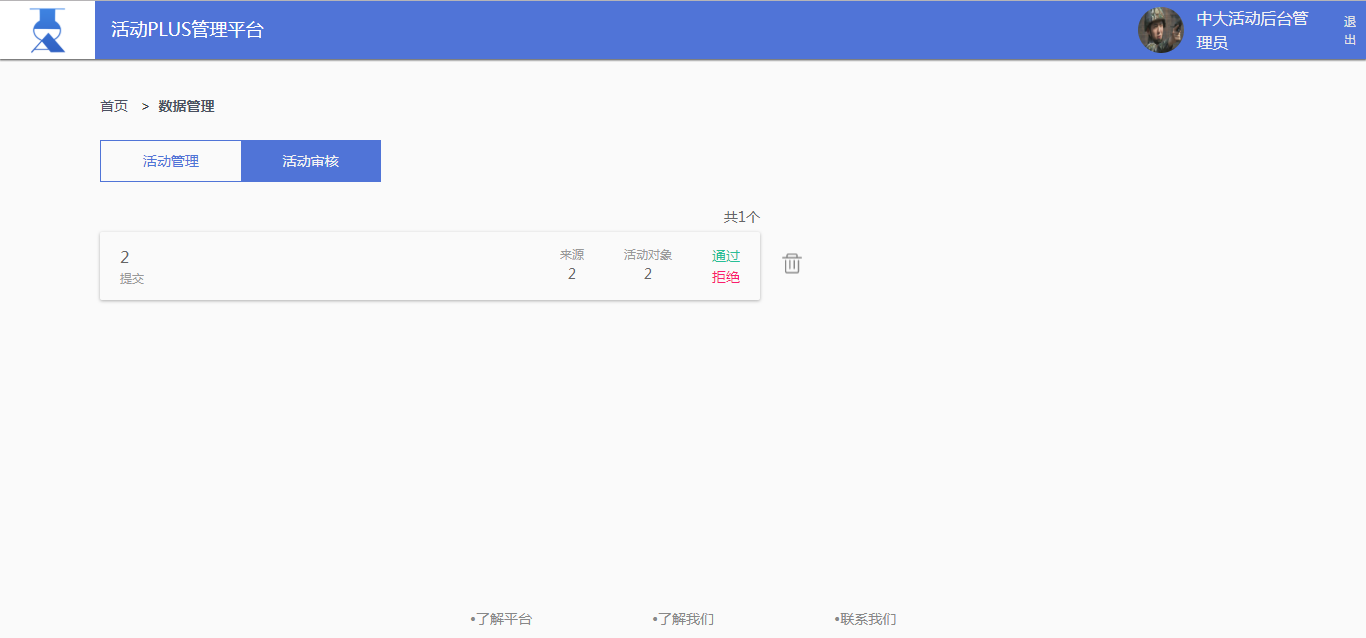 活动PLUS管理平台
中大活动后台管
理员
退
出
首页 > 数据管理
活动管理 活动审核
共1个
2
提交
来源
2
活动对象
2
通过
拒绝
•了解平台 •了解我们 •联系我们